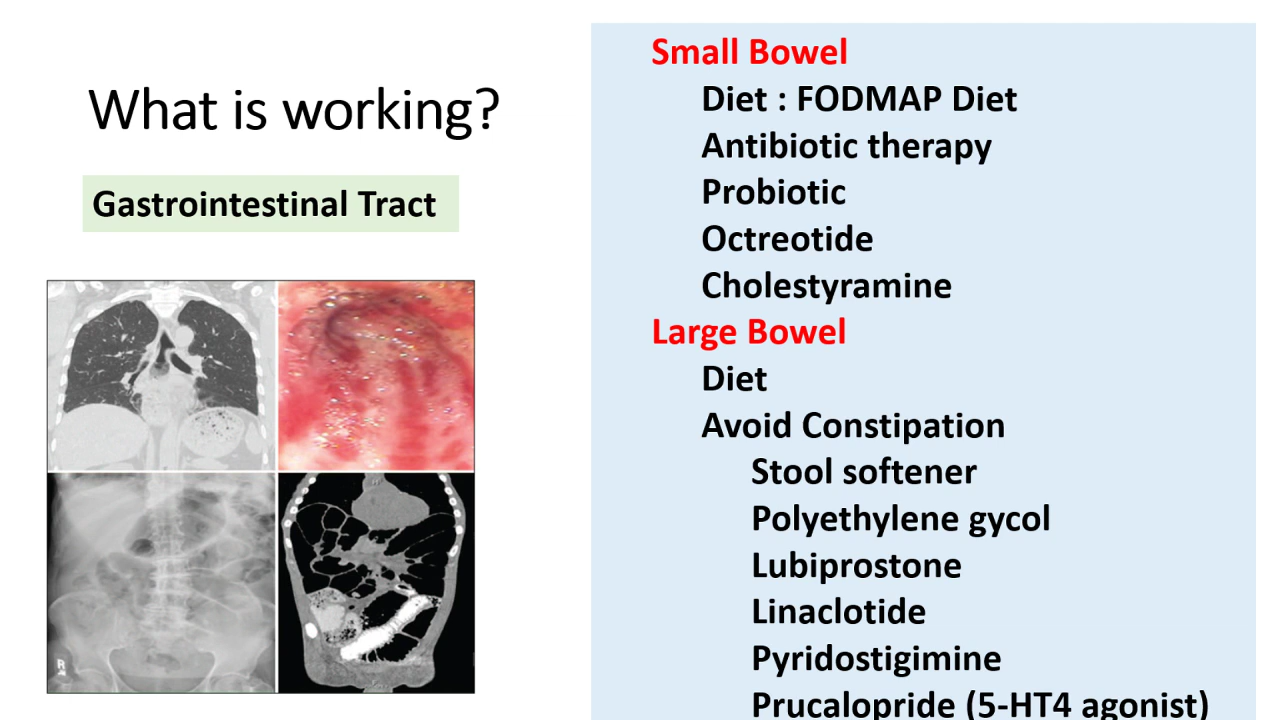 What is working?
Gastrointestinal Tract
R
Small Bowel
Diet : FODMAP Diet
Antibiotic therapy
Probiotic
Octreotide
Cholestyramine
Large Bowel
Diet
Avoid Constipation
Stool softener
Polyethylene gycol
Lubiprostone
Linaclotide
Pyridostigimine
Prucalopride (5-HT4 agonist)